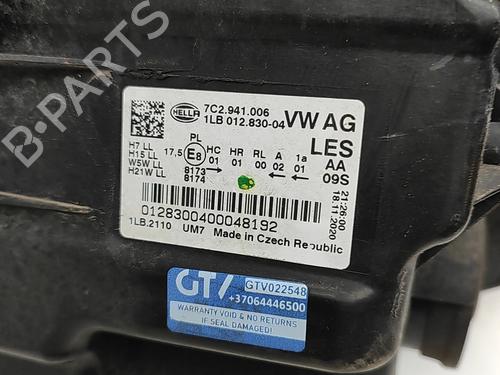 HELLA
7C2.941.006
1LB 012.830-04
VW AG
LES
H7 LL
H15 LL
W5W LL
H21W LL
17,5
PL
E8
8173
8174
HC HR RL A 1a
01 01 00 02 01
AA
09S
21:26:00
18.11.2020
0128300400048192
1LB.2110 UM7 Made in Czech Republic
GTV
GTV022548
+37064446500
WARRANTY VOID & NO RETURNS
IF SEAL DAMAGED!